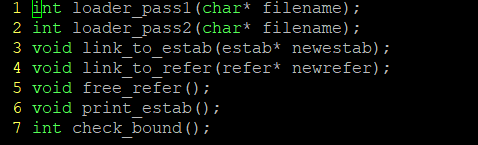 1 int loader_pass1(char* filename);
2 int loader_pass2(char* filename);
3 void link_to_estab(estab* newestab);
4 void link_to_refer(refer* newrefer);
5 void free_refer();
6 void print_estab();
7 int check_bound();